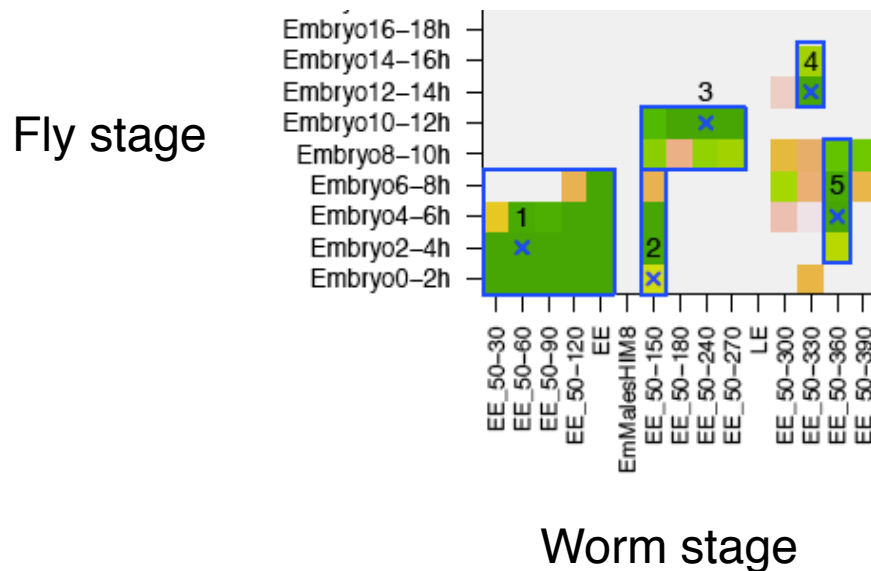 Embryo16−18h
Embryo14−16h
4
Embryo12−14h
3
Fly stage
Embryo10−12h
Embryo8−10h
Embryo6−8h
5
Embryo4−6h
1
Embryo2−4h
2
Embryo0−2h
EE_50−30
EE_50−60
EE_50−90
EE_50−120
EE
EmMalesHIM8
EE_50−150
EE_50−180
EE_50−240
EE_50−270
LE
EE_50−300
EE_50−330
EE_50−360
EE_50−390
Worm stage